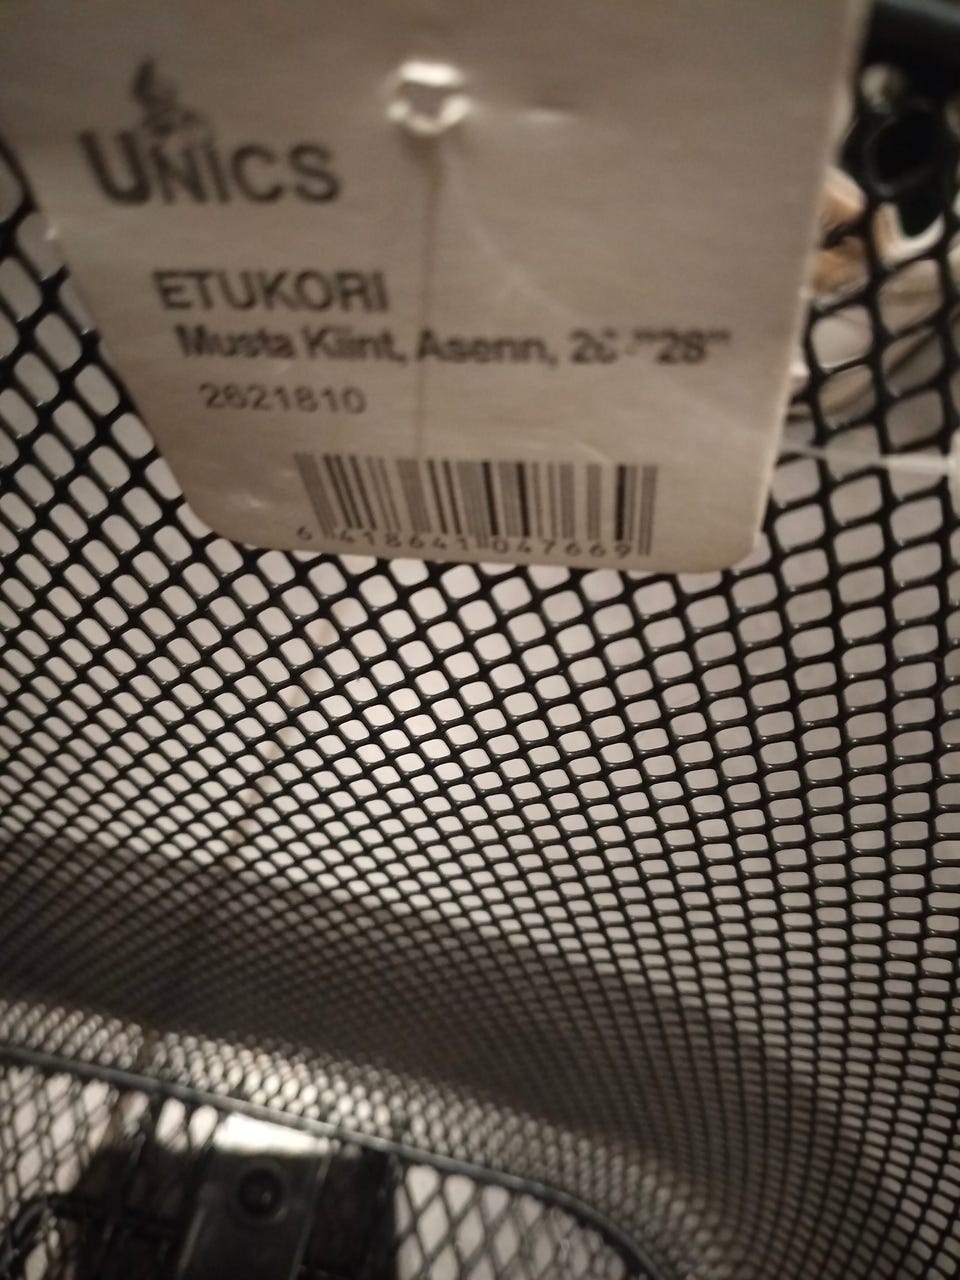 UNICS
ETUKORI
Musta Kiint, Asenn, 28"
2621810
6 418641 047669